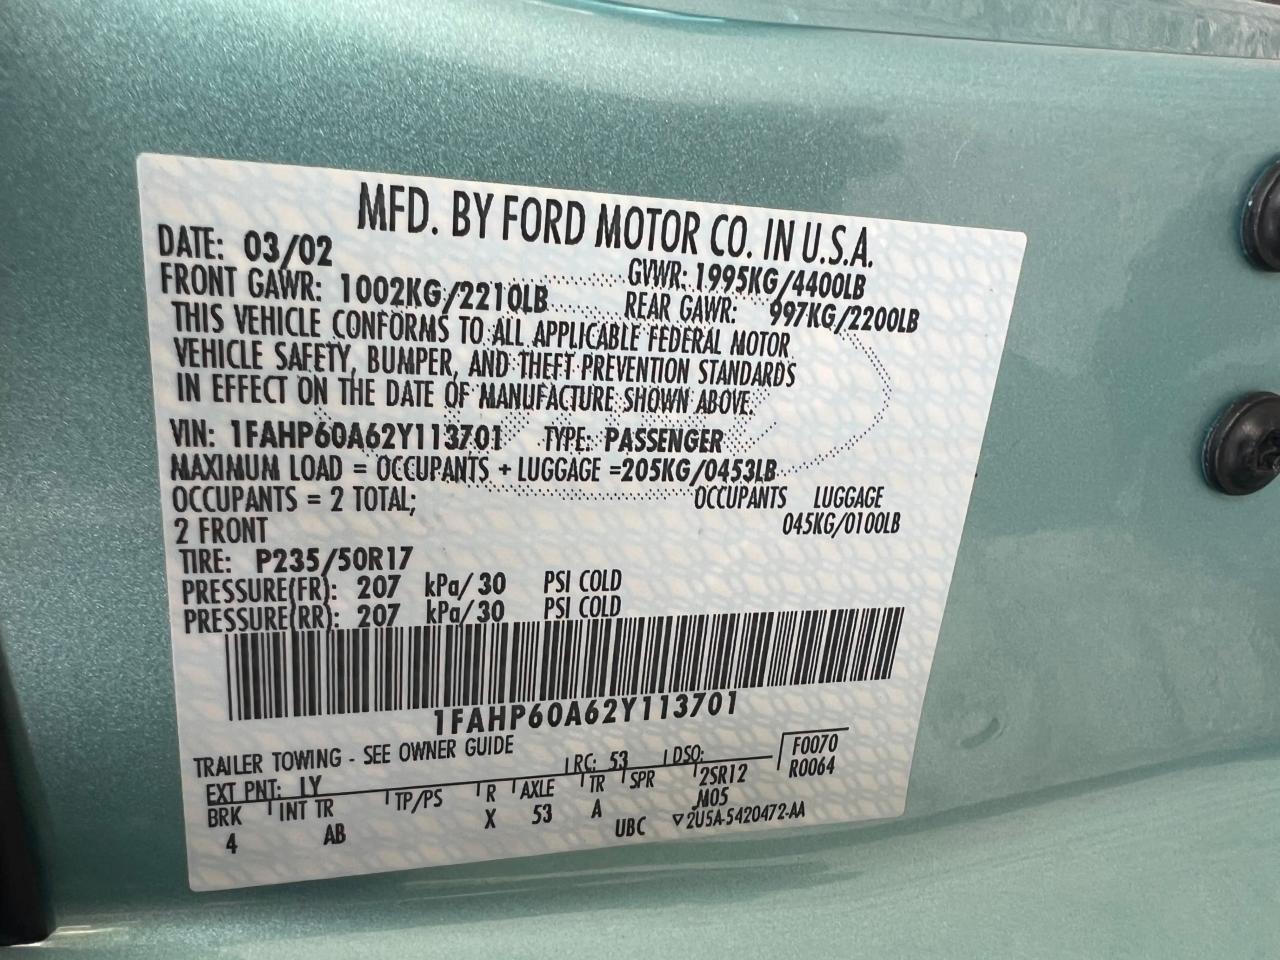 MFD. BY FORD MOTOR CO. IN U.S.A.
DATE: 03/02 GVWR: 1995KG/4400LB
FRONT GAWR: 1002KG/2210LB REAR GAWR: 997KG/2200LB
THIS VEHICLE CONFORMS TO ALL APPLICABLE FEDERAL MOTOR
VEHICLE SAFETY, BUMPER, AND THEFT PREVENTION STANDARDS
IN EFFECT ON THE DATE OF MANUFACTURE SHOWN ABOVE.
VIN: 1FAHP60A62Y113701 TYPE: PASSENGER
MAXIMUM LOAD = OCCUPANTS + LUGGAGE =205KG/0453LB
OCCUPANTS = 2 TOTAL; OCCUPANTS LUGGAGE
2 FRONT 045KG/0100LB
TIRE: P235/50R17
PRESSURE(FR): 207 kPa/ 30 PSI COLD
PRESSURE(RR): 207 kPa/ 30 PSI COLD
1FAHP60A62Y113701
TRAILER TOWING - SEE OWNER GUIDE
EXT PNT: LY RC: 53 DSO: F0070
BRK INT TR TP/PS R AXLE TR SPR 2SR12 R0064
4 AB X 53 A M05
UBC ▽2U5A-5420472-AA